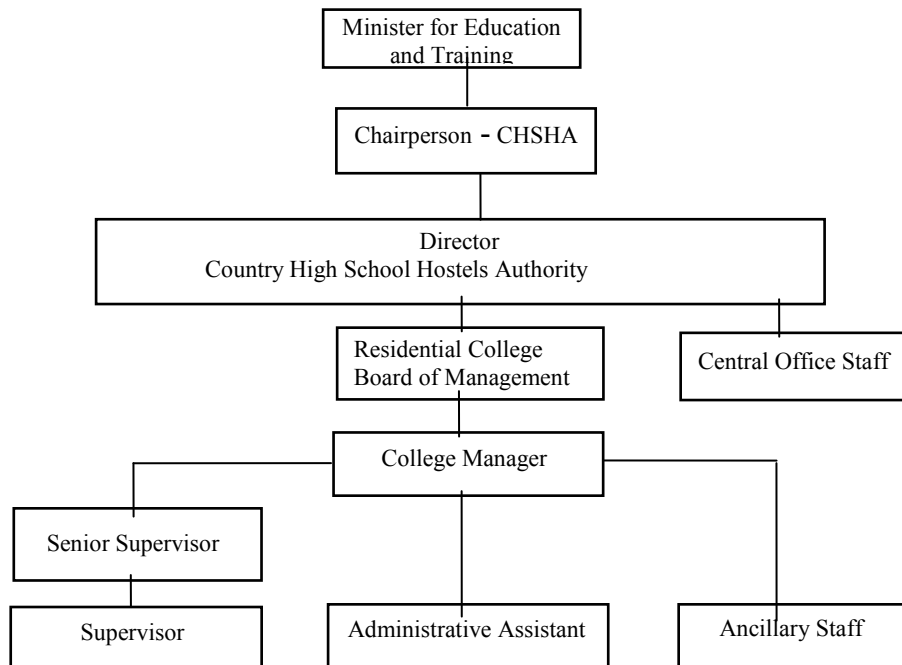 Minister for Education
and Training
Chairperson - CHSHA
Director
Country High School Hostels Authority
Residential College
Board of Management
Central Office Staff
College Manager
Senior Supervisor
Supervisor
Administrative Assistant
Ancillary Staff